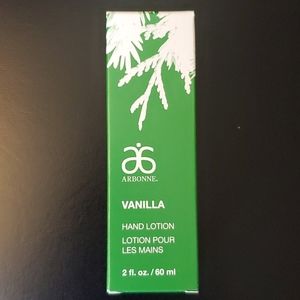 ARBONNE.
VANILLA
HAND LOTION
LOTION POUR
LES MAINS
2 fl. oz. / 60 ml